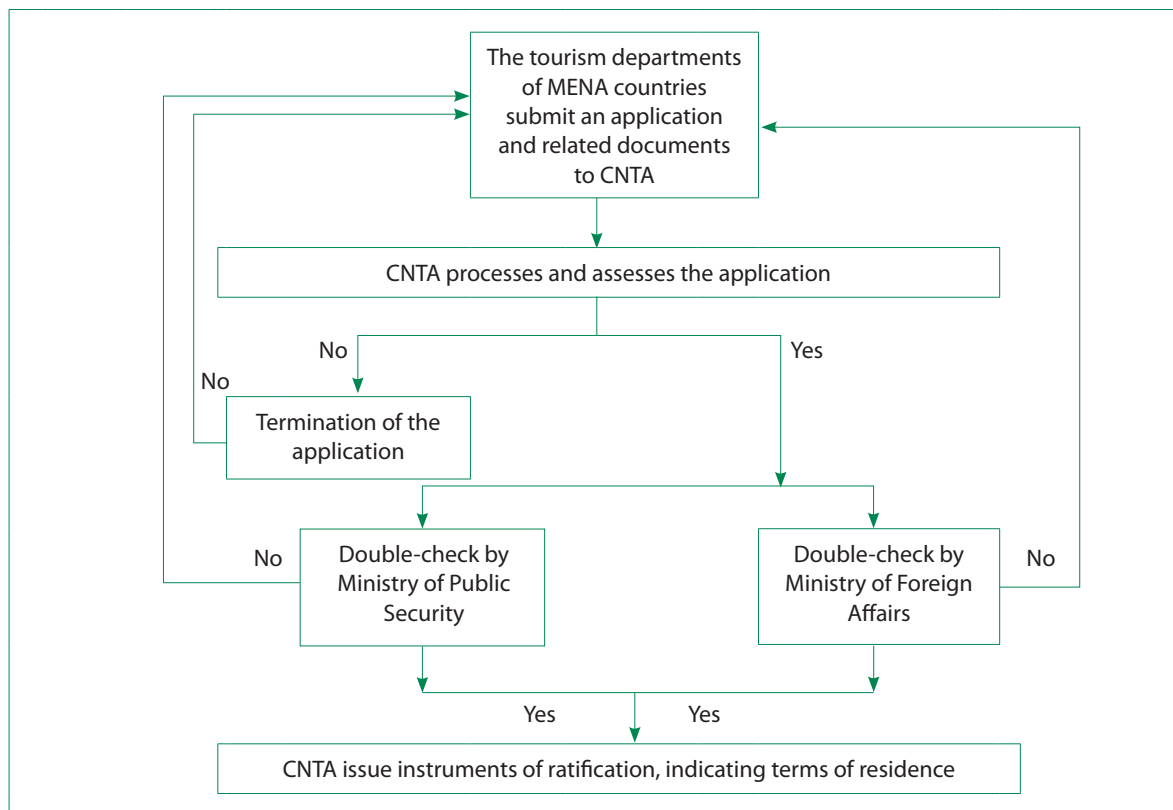 The tourism departments
of MENA countries
submit an application
and related documents
to CNTA
CNTA processes and assesses the application
No
Yes
No
Termination of the
application
No
Double-check by
Ministry of Public
Security
Double-check by
Ministry of Foreign
Affairs
No
Yes
Yes
CNTA issue instruments of ratification, indicating terms of residence